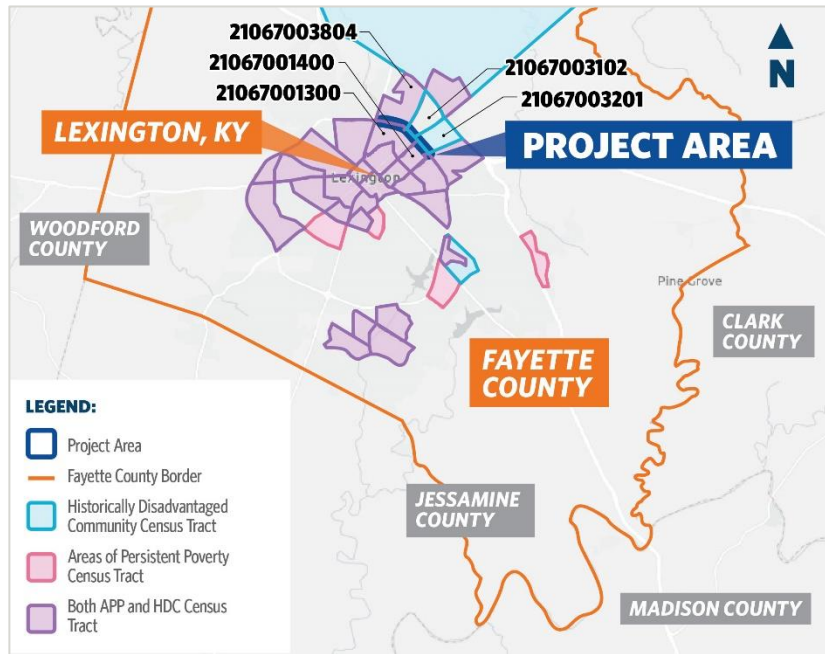 21067003804
21067001400
21067001300
21067003102
21067003201
N
LEXINGTON, KY
PROJECT AREA
Lexington
WOODFORD
COUNTY
Pine Grove
CLARK
COUNTY
FAYETTE
COUNTY
LEGEND:
Project Area
Fayette County Border
Historically Disadvantaged
Community Census Tract
Areas of Persistent Poverty
Census Tract
Both APP and HDC Census
Tract
JESSAMINE
COUNTY
MADISON COUNTY